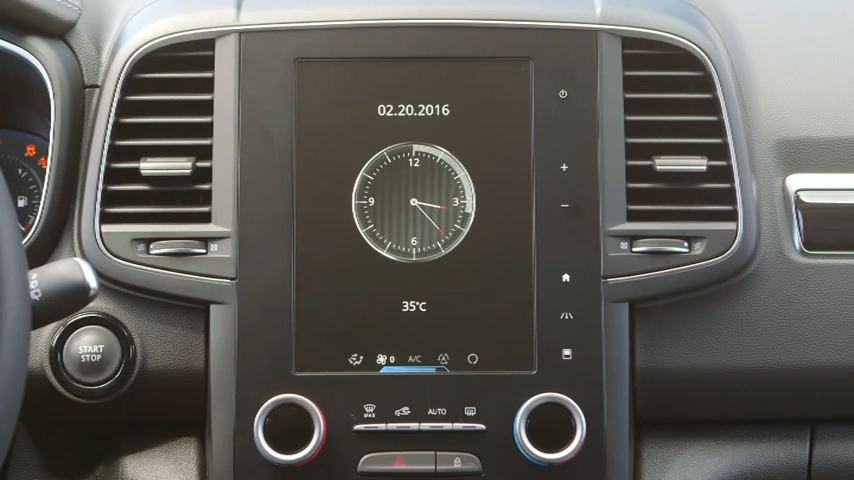 02.20.2016
12
9
3
6
35°C
0
A/C
MAX
AUTO
START
STOP